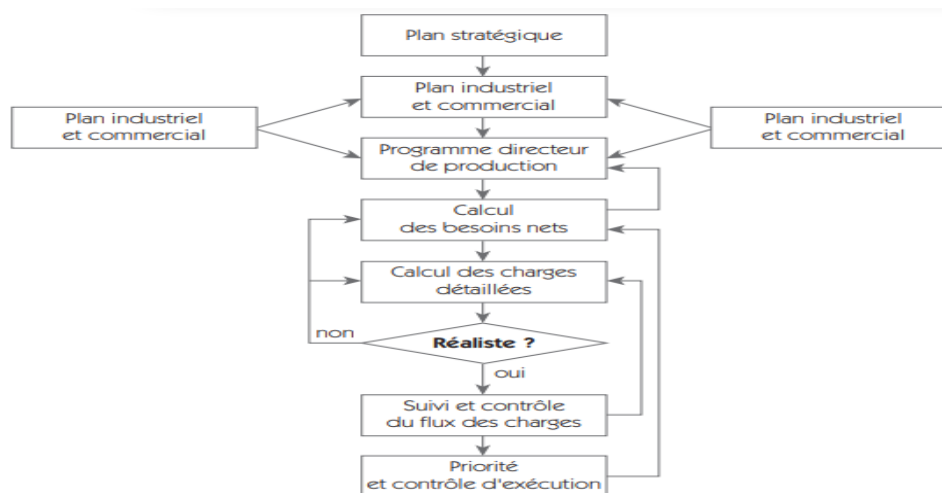 Plan stratégique
Plan industriel
et commercial
Plan industriel
et commercial
Plan industriel
et commercial
Programme directeur
de production
Calcul
des besoins nets
Calcul des charges
détaillées
non
Réaliste ?
oui
Suivi et contrôle
du flux des charges
Priorité
et contrôle d'exécution